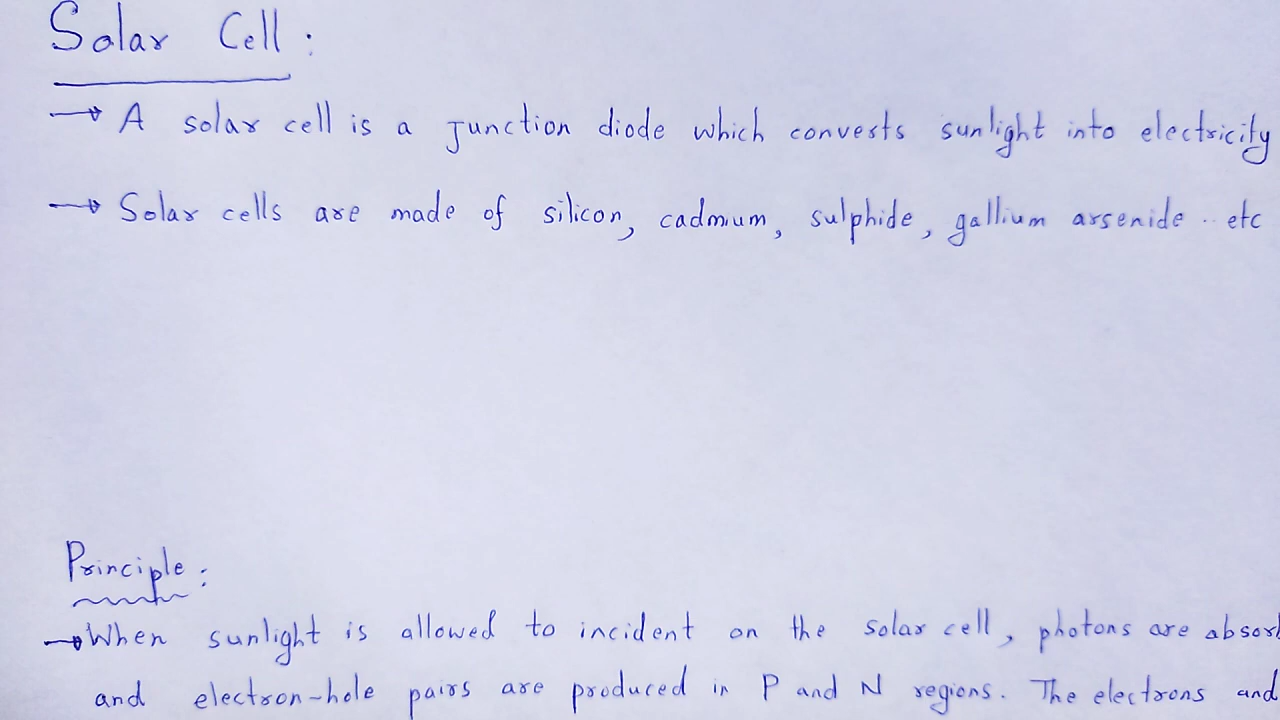 Solar Cell :
→ A solar cell is a junction diode which converts sunlight into electricity
→ Solar cells are made of silicon, cadmium, sulphide, gallium arsenide .. etc
Principle :
→ When sunlight is allowed to incident on the solar cell, photons are absorb
and electron-hole pairs are produced in P and N regions. The electrons and